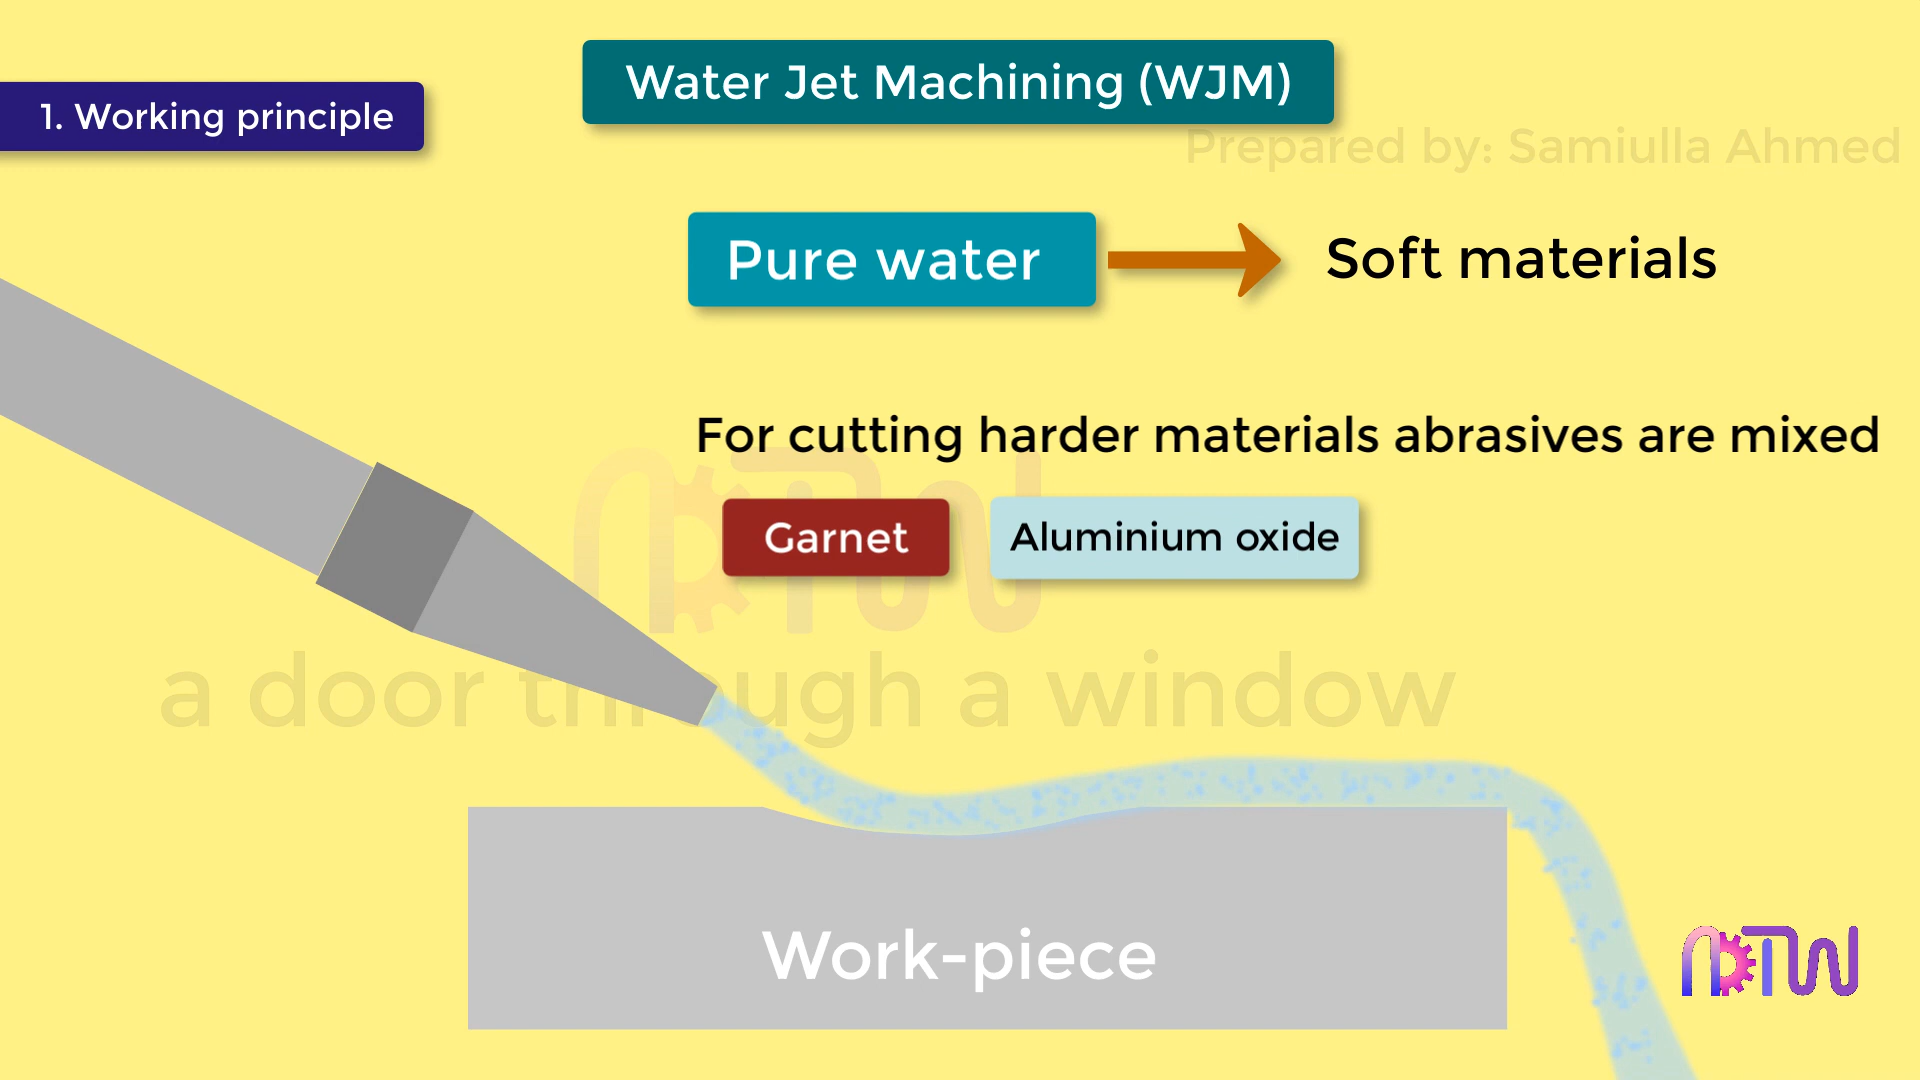 Water Jet Machining (WJM)
1. Working principle
Prepared by: Samiulla Ahmed
Pure water
Soft materials
For cutting harder materials abrasives are mixed
Garnet
Aluminium oxide
a door through a window
Work-piece